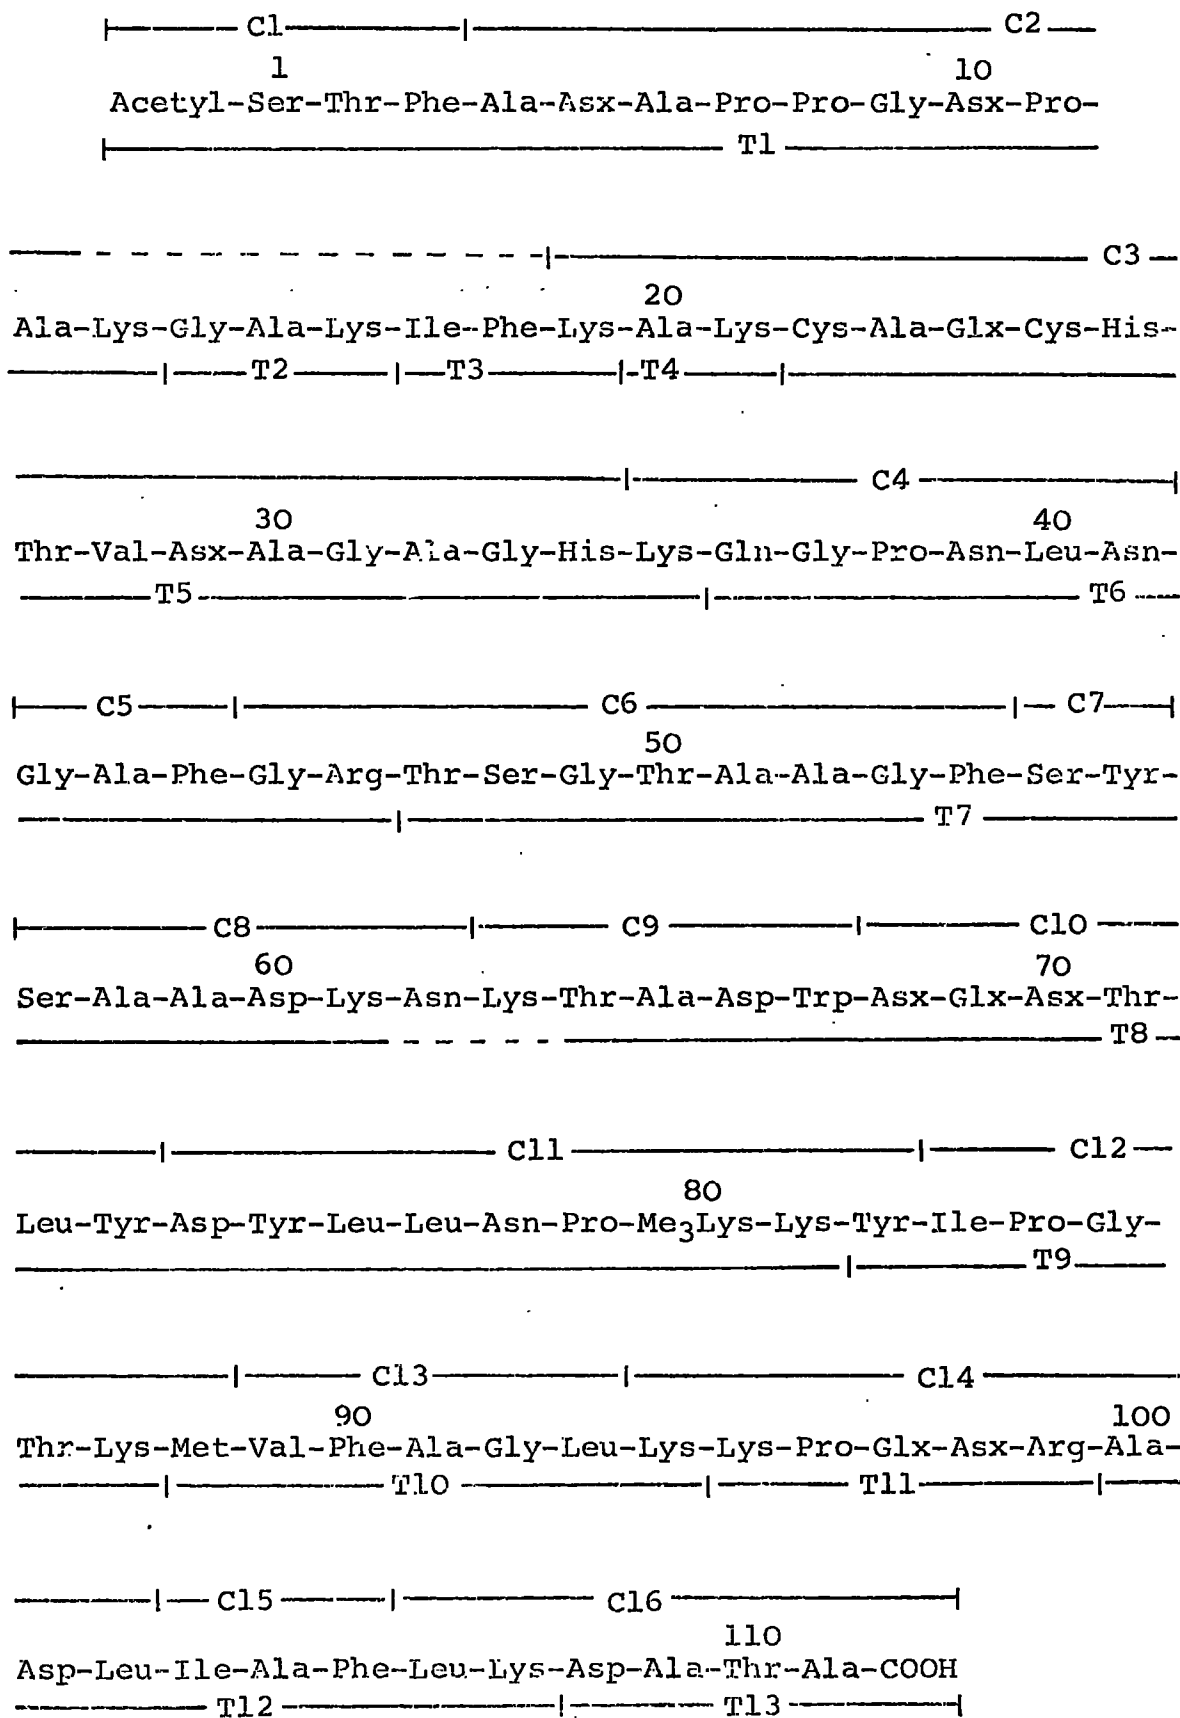 C1 C2
1 10
Acetyl-Ser-Thr-Phe-Ala-Asx-Ala-Pro-Pro-Gly-Asx-Pro-
T1
C3
20
Ala-Lys-Gly-Ala-Lys-Ile-Phe-Lys-Ala-Lys-Cys-Ala-Glx-Cys-His-
T2 T3 T4
C4
30 40
Thr-Val-Asx-Ala-Gly-Ala-Gly-His-Lys-Gln-Gly-Pro-Asn-Leu-Asn-
T5 T6
C5 C6 C7
50
Gly-Ala-Phe-Gly-Arg-Thr-Ser-Gly-Thr-Ala-Ala-Gly-Phe-Ser-Tyr-
T7
C8 C9 C10
60 70
Ser-Ala-Ala-Asp-Lys-Asn-Lys-Thr-Ala-Asp-Trp-Asx-Glx-Asx-Thr-
T8
C11 C12
80
Leu-Tyr-Asp-Tyr-Leu-Leu-Asn-Pro-Me3Lys-Lys-Tyr-Ile-Pro-Gly-
T9
C13 C14
90 100
Thr-Lys-Met-Val-Phe-Ala-Gly-Leu-Lys-Lys-Pro-Glx-Asx-Arg-Ala-
T10 T11
C15 C16
110
Asp-Leu-Ile-Ala-Phe-Leu-Lys-Asp-Ala-Thr-Ala-COOH
T12 T13